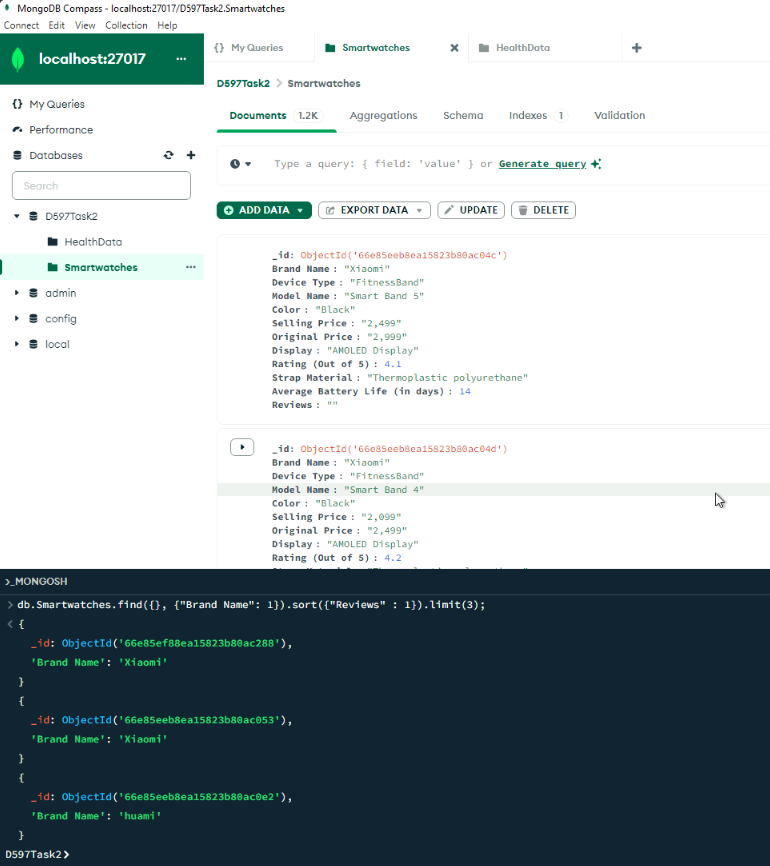 MongoDB Compass - localhost:27017/D597Task2.Smartwatches
Connect Edit View Collection Help
localhost:27017 ...
{} My Queries
Performance
Databases
Search
D597Task2
HealthData
Smartwatches ...
admin
config
local
{} My Queries Smartwatches HealthData
D597Task2 > Smartwatches
Documents 1.2K Aggregations Schema Indexes 1 Validation
Type a query: { field: 'value' } or Generate query
ADD DATA EXPORT DATA UPDATE DELETE
_id: ObjectId('66e85eeb8ea15823b80ac04c')
Brand Name : "Xiaomi"
Device Type : "FitnessBand"
Model Name : "Smart Band 5"
Color : "Black"
Selling Price : "2,499"
Original Price : "2,999"
Display : "AMOLED Display"
Rating (Out of 5) : 4.1
Strap Material : "Thermoplastic polyurethane"
Average Battery Life (in days) : 14
Reviews : ""
_id: ObjectId('66e85eeb8ea15823b80ac04d')
Brand Name : "Xiaomi"
Device Type : "FitnessBand"
Model Name : "Smart Band 4"
Color : "Black"
Selling Price : "2,099"
Original Price : "2,499"
Display : "AMOLED Display"
Rating (Out of 5) : 4.2
>_MONGOSH
> db.Smartwatches.find({}, {"Brand Name": 1}).sort({"Reviews" : 1}).limit(3);
< {
_id: ObjectId('66e85ef88ea15823b80ac288'),
'Brand Name': 'Xiaomi'
}
{
_id: ObjectId('66e85eeb8ea15823b80ac053'),
'Brand Name': 'Xiaomi'
}
{
_id: ObjectId('66e85eeb8ea15823b80ac0e2'),
'Brand Name': 'huami'
}
D597Task2>